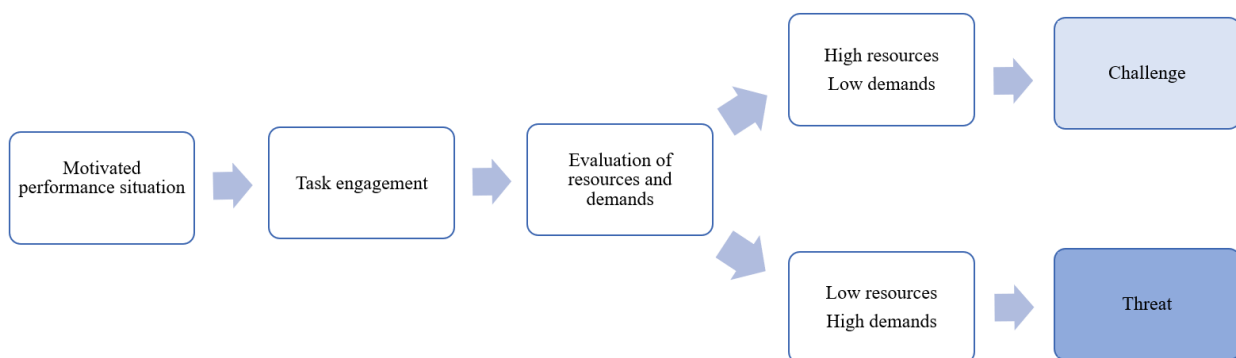 Motivated
performance situation
Task engagement
Evaluation of
resources and
demands
High resources
Low demands
Challenge
Low resources
High demands
Threat